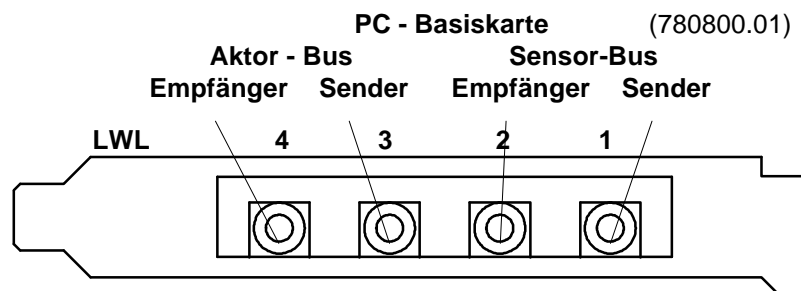 PC - Basiskarte (780800.01)
Aktor - Bus Sensor-Bus
Empfänger Sender Empfänger Sender
LWL 4 3 2 1